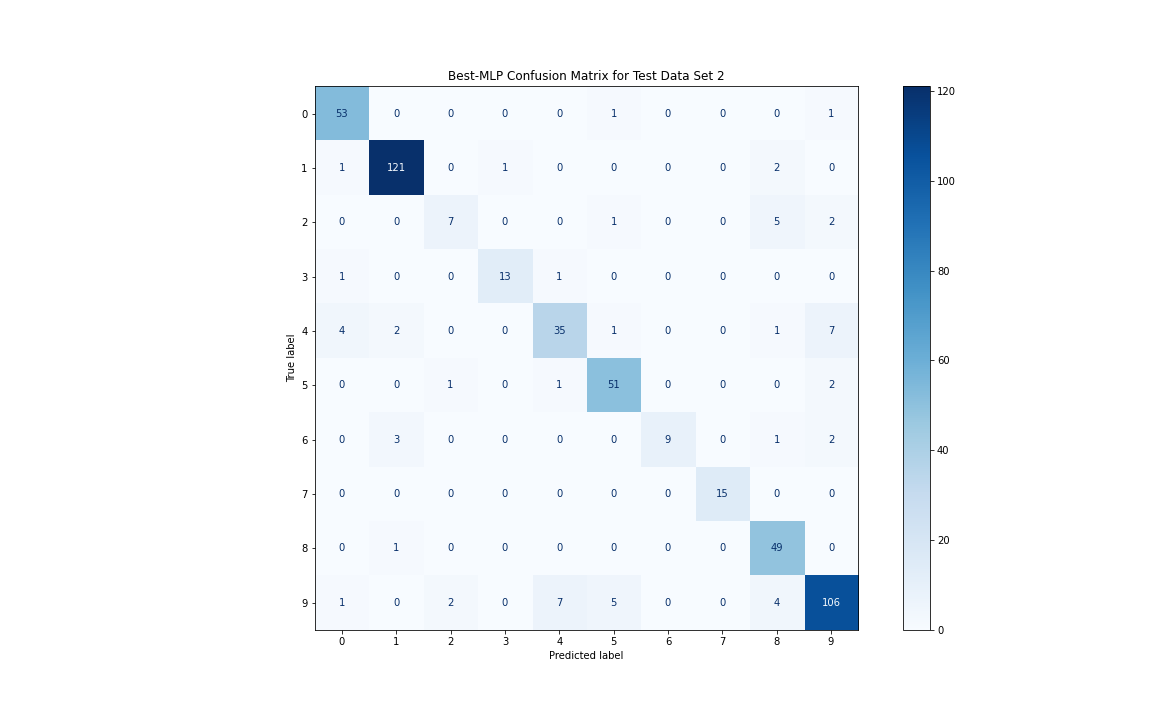 Best-MLP Confusion Matrix for Test Data Set 2
0 53 0 0 0 0 1 0 0 0 1
1 1 121 0 1 0 0 0 0 2 0
2 0 0 7 0 0 1 0 0 5 2
3 1 0 0 13 1 0 0 0 0 0
4 4 2 0 0 35 1 0 0 1 7
5 0 0 1 0 1 51 0 0 0 2
6 0 3 0 0 0 0 9 0 1 2
7 0 0 0 0 0 0 0 15 0 0
8 0 1 0 0 0 0 0 0 49 0
9 1 0 2 0 7 5 0 0 4 106
0 1 2 3 4 5 6 7 8 9
Predicted label
True label
120
100
80
60
40
20
0